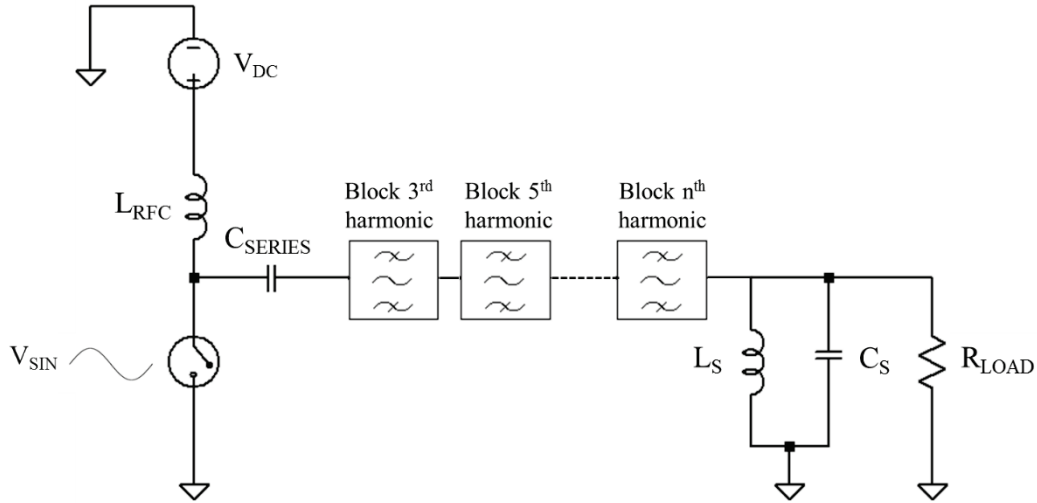 V_DC
L_RFC
C_SERIES
Block 3rd
harmonic
Block 5th
harmonic
Block nth
harmonic
V_SIN
L_S
C_S
R_LOAD